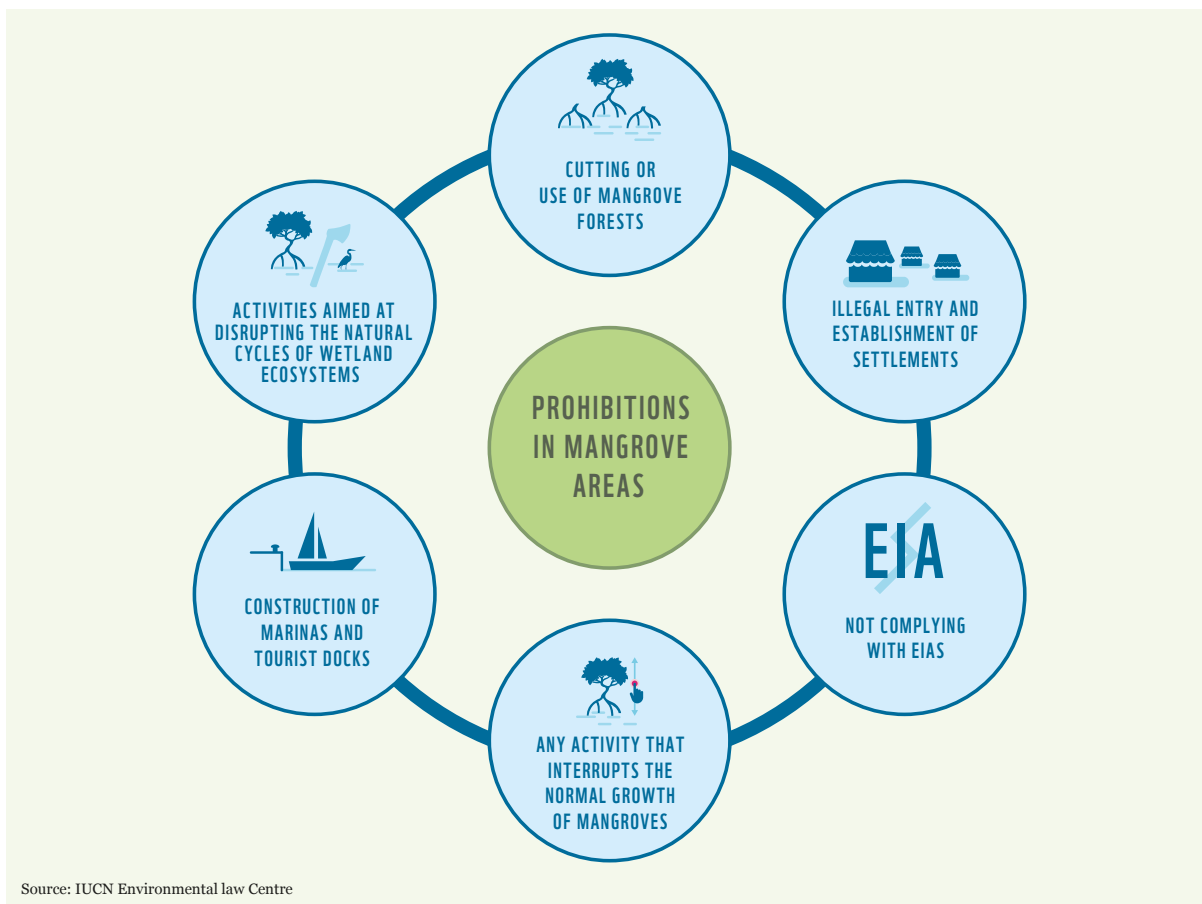 CUTTING OR
USE OF MANGROVE
FORESTS
ILLEGAL ENTRY AND
ESTABLISHMENT OF
SETTLEMENTS
EIA
NOT COMPLYING
WITH EIAS
ANY ACTIVITY THAT
INTERRUPTS THE
NORMAL GROWTH
OF MANGROVES
CONSTRUCTION OF
MARINAS AND
TOURIST DOCKS
ACTIVITIES AIMED AT
DISRUPTING THE NATURAL
CYCLES OF WETLAND
ECOSYSTEMS
PROHIBITIONS
IN MANGROVE
AREAS
Source: IUCN Environmental law Centre